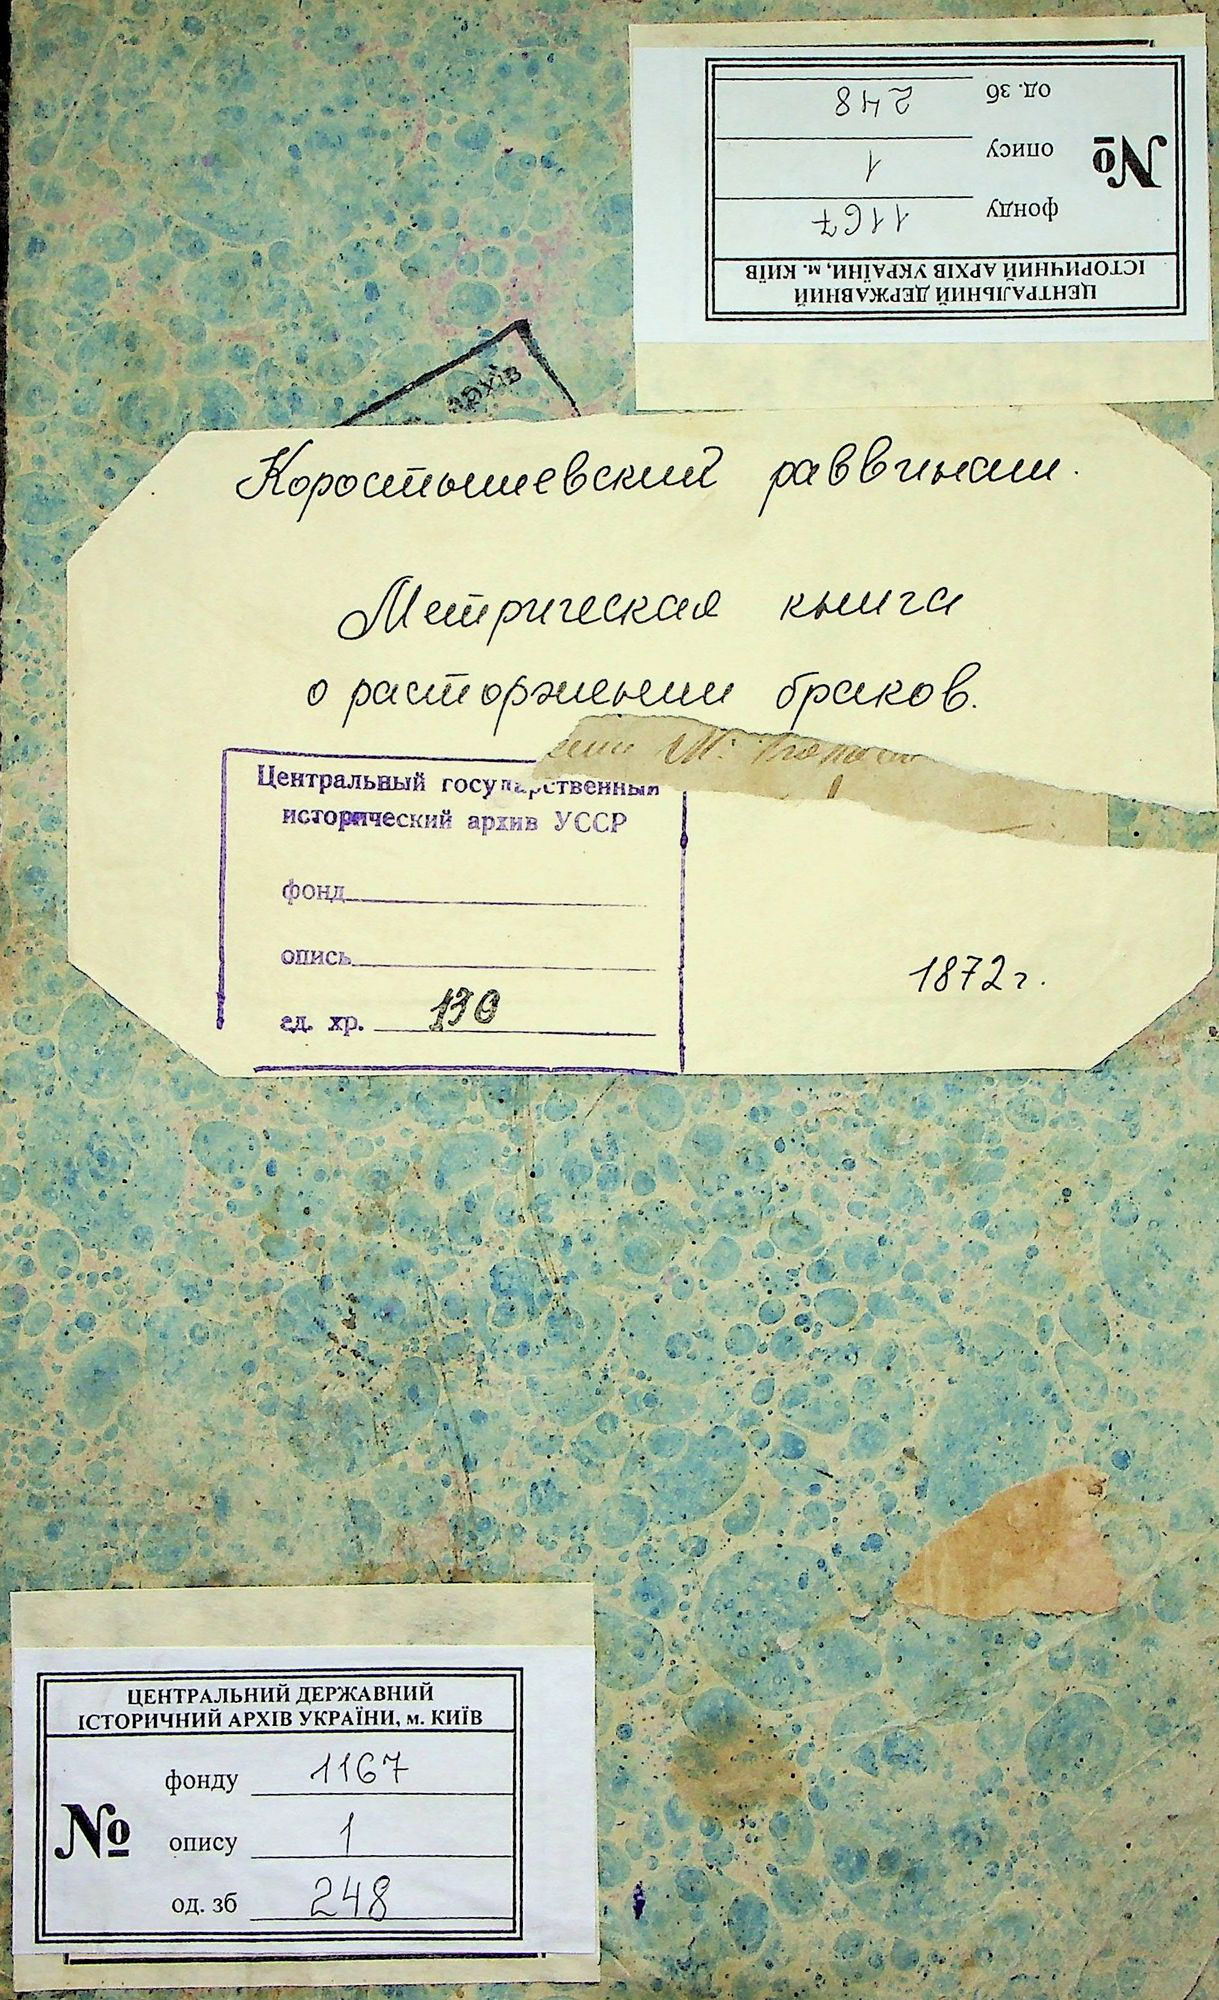 ЦЕНТРАЛЬНИЙ ДЕРЖАВНИЙ
ІСТОРИЧНИЙ АРХІВ УКРАЇНИ, м. КИЇВ
№
фонду 1167
опису 1
од. зб 248
архів
Коростышевский раввинат.
Метрическая книга
о расторжении браков.
Центральный государственный
исторический архив УССР
фонд
опись
ед. хр. 190
1872 г.
ЦЕНТРАЛЬНИЙ ДЕРЖАВНИЙ
ІСТОРИЧНИЙ АРХІВ УКРАЇНИ, м. КИЇВ
№
фонду 1167
опису 1
од. зб 248